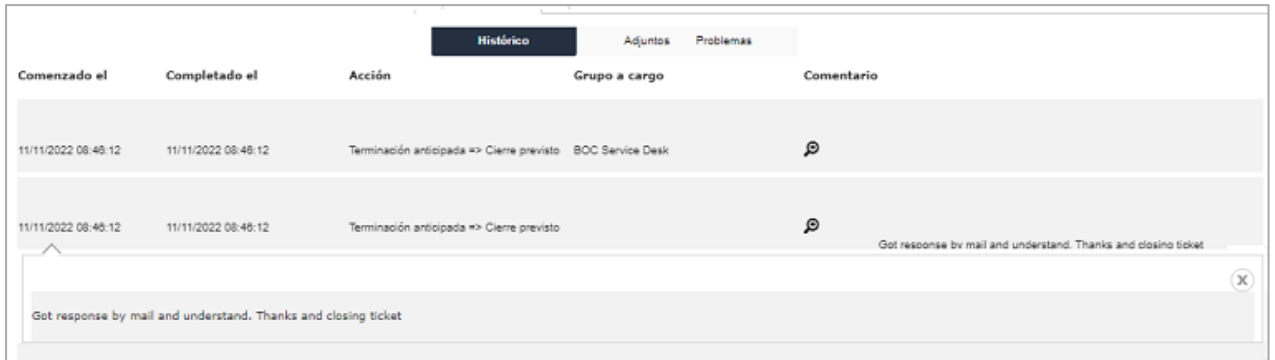 Histórico Adjuntos Problemas
Comenzado el Completado el Acción Grupo a cargo Comentario
11/11/2022 08:46:12 11/11/2022 08:46:12 Terminación anticipada => Cierre previsto BOC Service Desk
11/11/2022 08:46:12 11/11/2022 08:46:12 Terminación anticipada => Cierre previsto
Got response by mail and understand. Thanks and closing ticket
X
Got response by mail and understand. Thanks and closing ticket